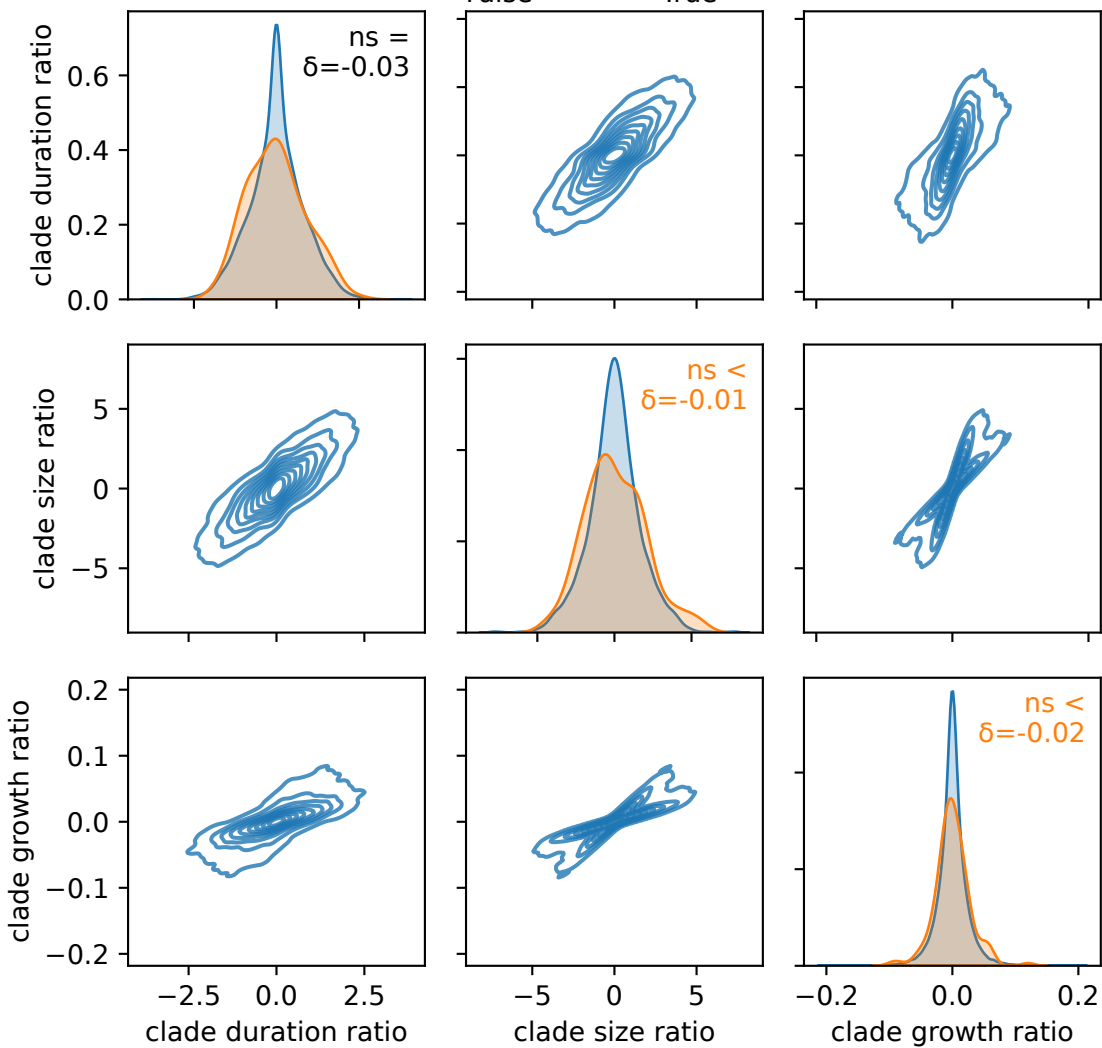 clade duration ratio
0.6
0.4
0.2
0.0
ns =
δ=-0.03
clade size ratio
5
0
−5
ns <
δ=-0.01
clade growth ratio
0.2
0.1
0.0
−0.1
−0.2
ns <
δ=-0.02
−2.5 0.0 2.5
−5 0 5
−0.2 0.0 0.2
clade duration ratio
clade size ratio
clade growth ratio